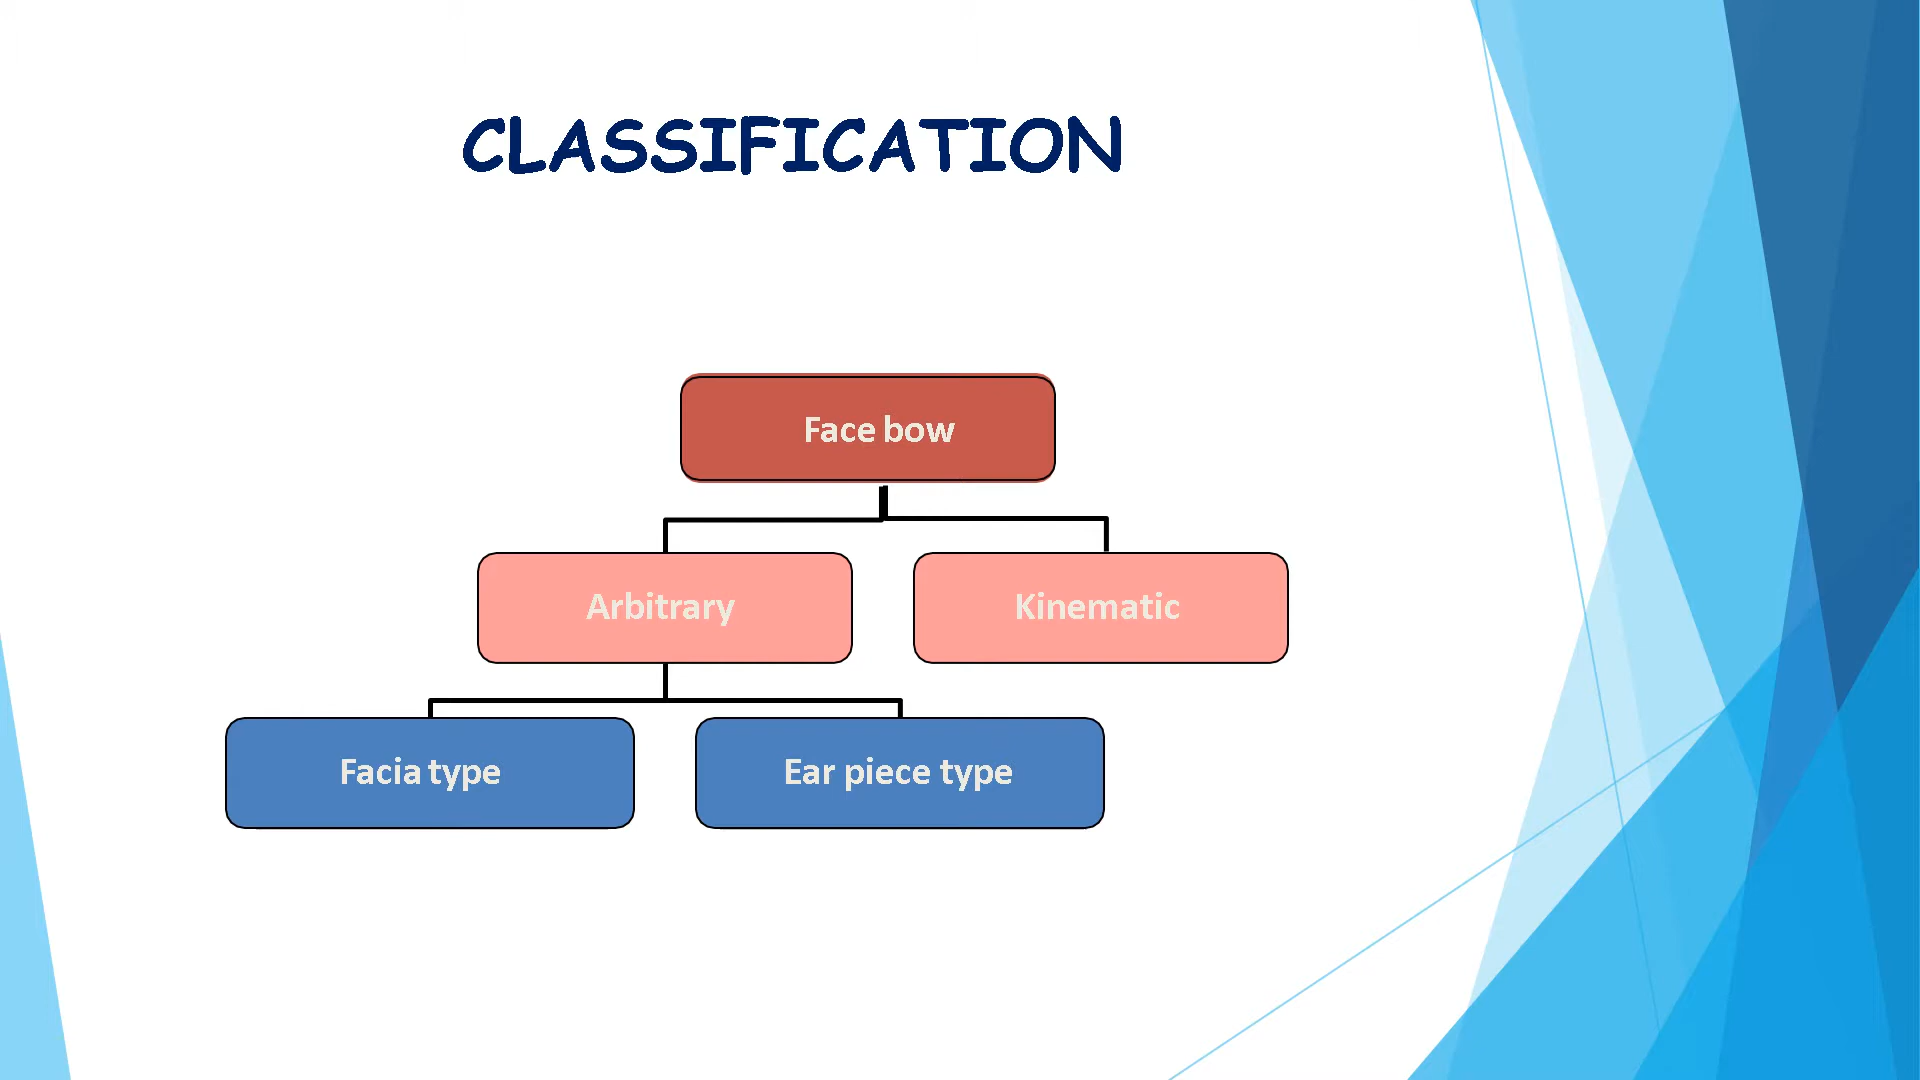 CLASSIFICATION
Face bow
Arbitrary
Kinematic
Facia type
Ear piece type